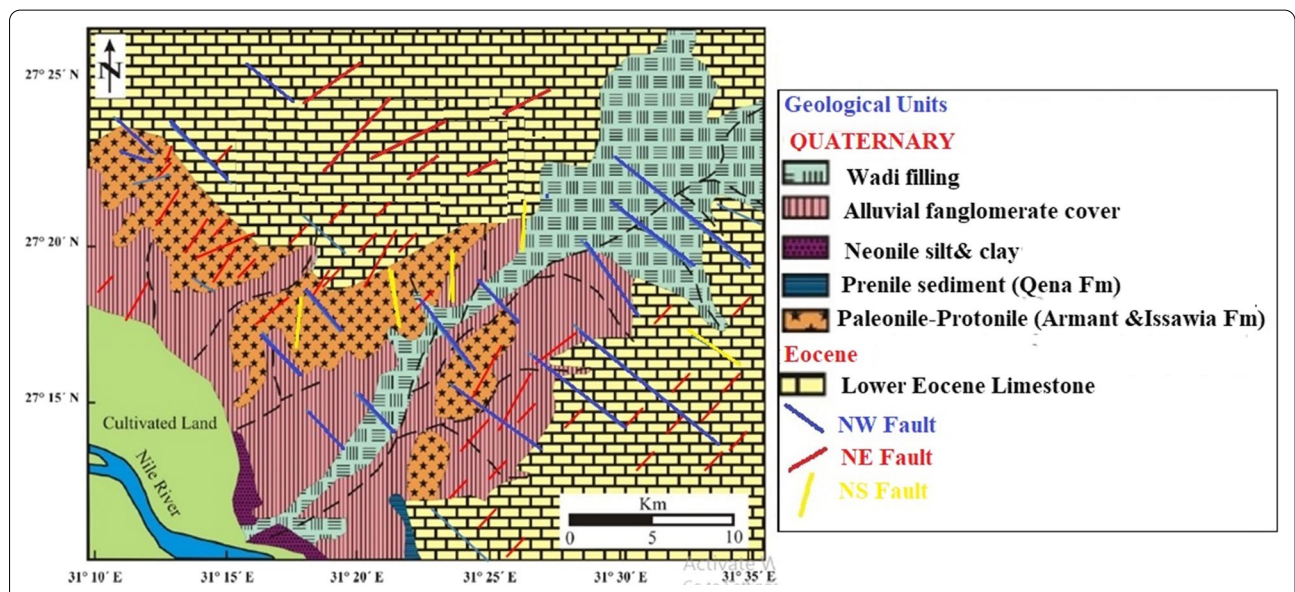 N
27° 25´ N
27° 20´ N
27° 15´ N
Cultivated Land
Nile River
Km
0 5 10
31° 10´ E 31° 15´ E 31° 20´ E 31° 25´ E 31° 30´ E 31° 35´ E
Activate W
Geological Units
QUATERNARY
Wadi filling
Alluvial fanglomerate cover
Neonile silt& clay
Prenile sediment (Qena Fm)
Paleonile-Protonile (Armant &Issawia Fm)
Eocene
Lower Eocene Limestone
NW Fault
NE Fault
NS Fault